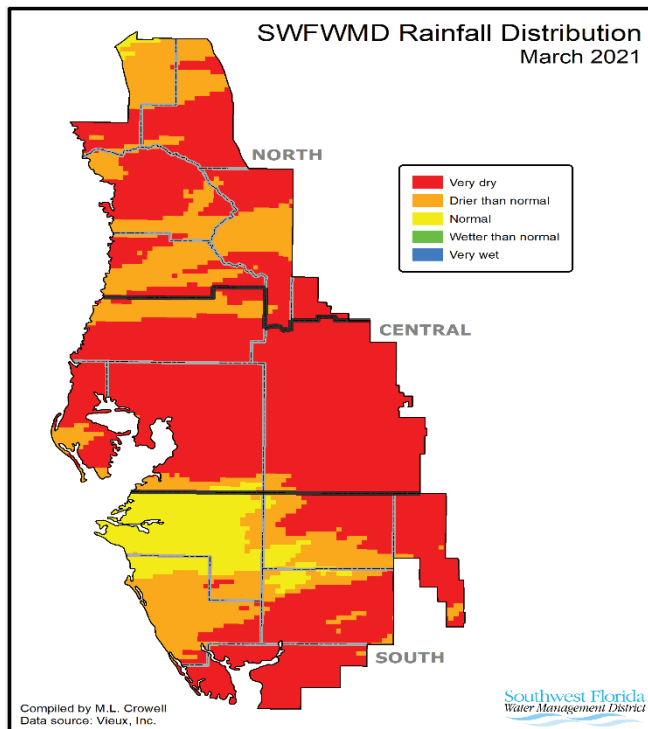 SWFWMD Rainfall Distribution
March 2021
NORTH
Very dry
Drier than normal
Normal
Wetter than normal
Very wet
CENTRAL
SOUTH
Compiled by M.L. Crowell
Data source: Vieux, Inc.
Southwest Florida
Water Management District